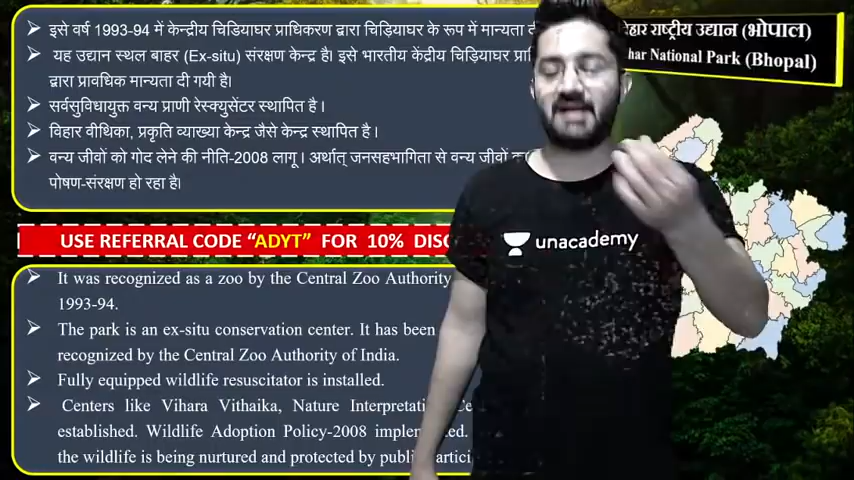 इसे वर्ष 1993-94 में केन्द्रीय चिडियाघर प्राधिकरण द्वारा चिड़ियाघर के रूप में मान्यता
यह उद्यान स्थल बाहर (Ex-situ) संरक्षण केन्द्र है। इसे भारतीय केंद्रीय चिड़ियाघर
द्वारा प्रावधिक मान्यता दी गयी है।
सर्वसुविधायुक्त वन्य प्राणी रेस्क्युसेंटर स्थापित है ।
विहार वीथिका, प्रकृति व्याख्या केन्द्र जैसे केन्द्र स्थापित है ।
वन्य जीवों को गोद लेने की नीति-2008 लागू । अर्थात् जनसहभागिता से वन्य जीवों
पोषण-संरक्षण हो रहा है।
राष्ट्रीय उद्यान (भोपाल)
National Park (Bhopal)
USE REFERRAL CODE “ADYT” FOR 10%
unacademy
It was recognized as a zoo by the Central Zoo Authority
1993-94.
The park is an ex-situ conservation center. It has been
recognized by the Central Zoo Authority of India.
Fully equipped wildlife resuscitator is installed.
Centers like Vihara Vithaika, Nature
established. Wildlife Adoption Policy-2008
the wildlife is being nurtured and protected by